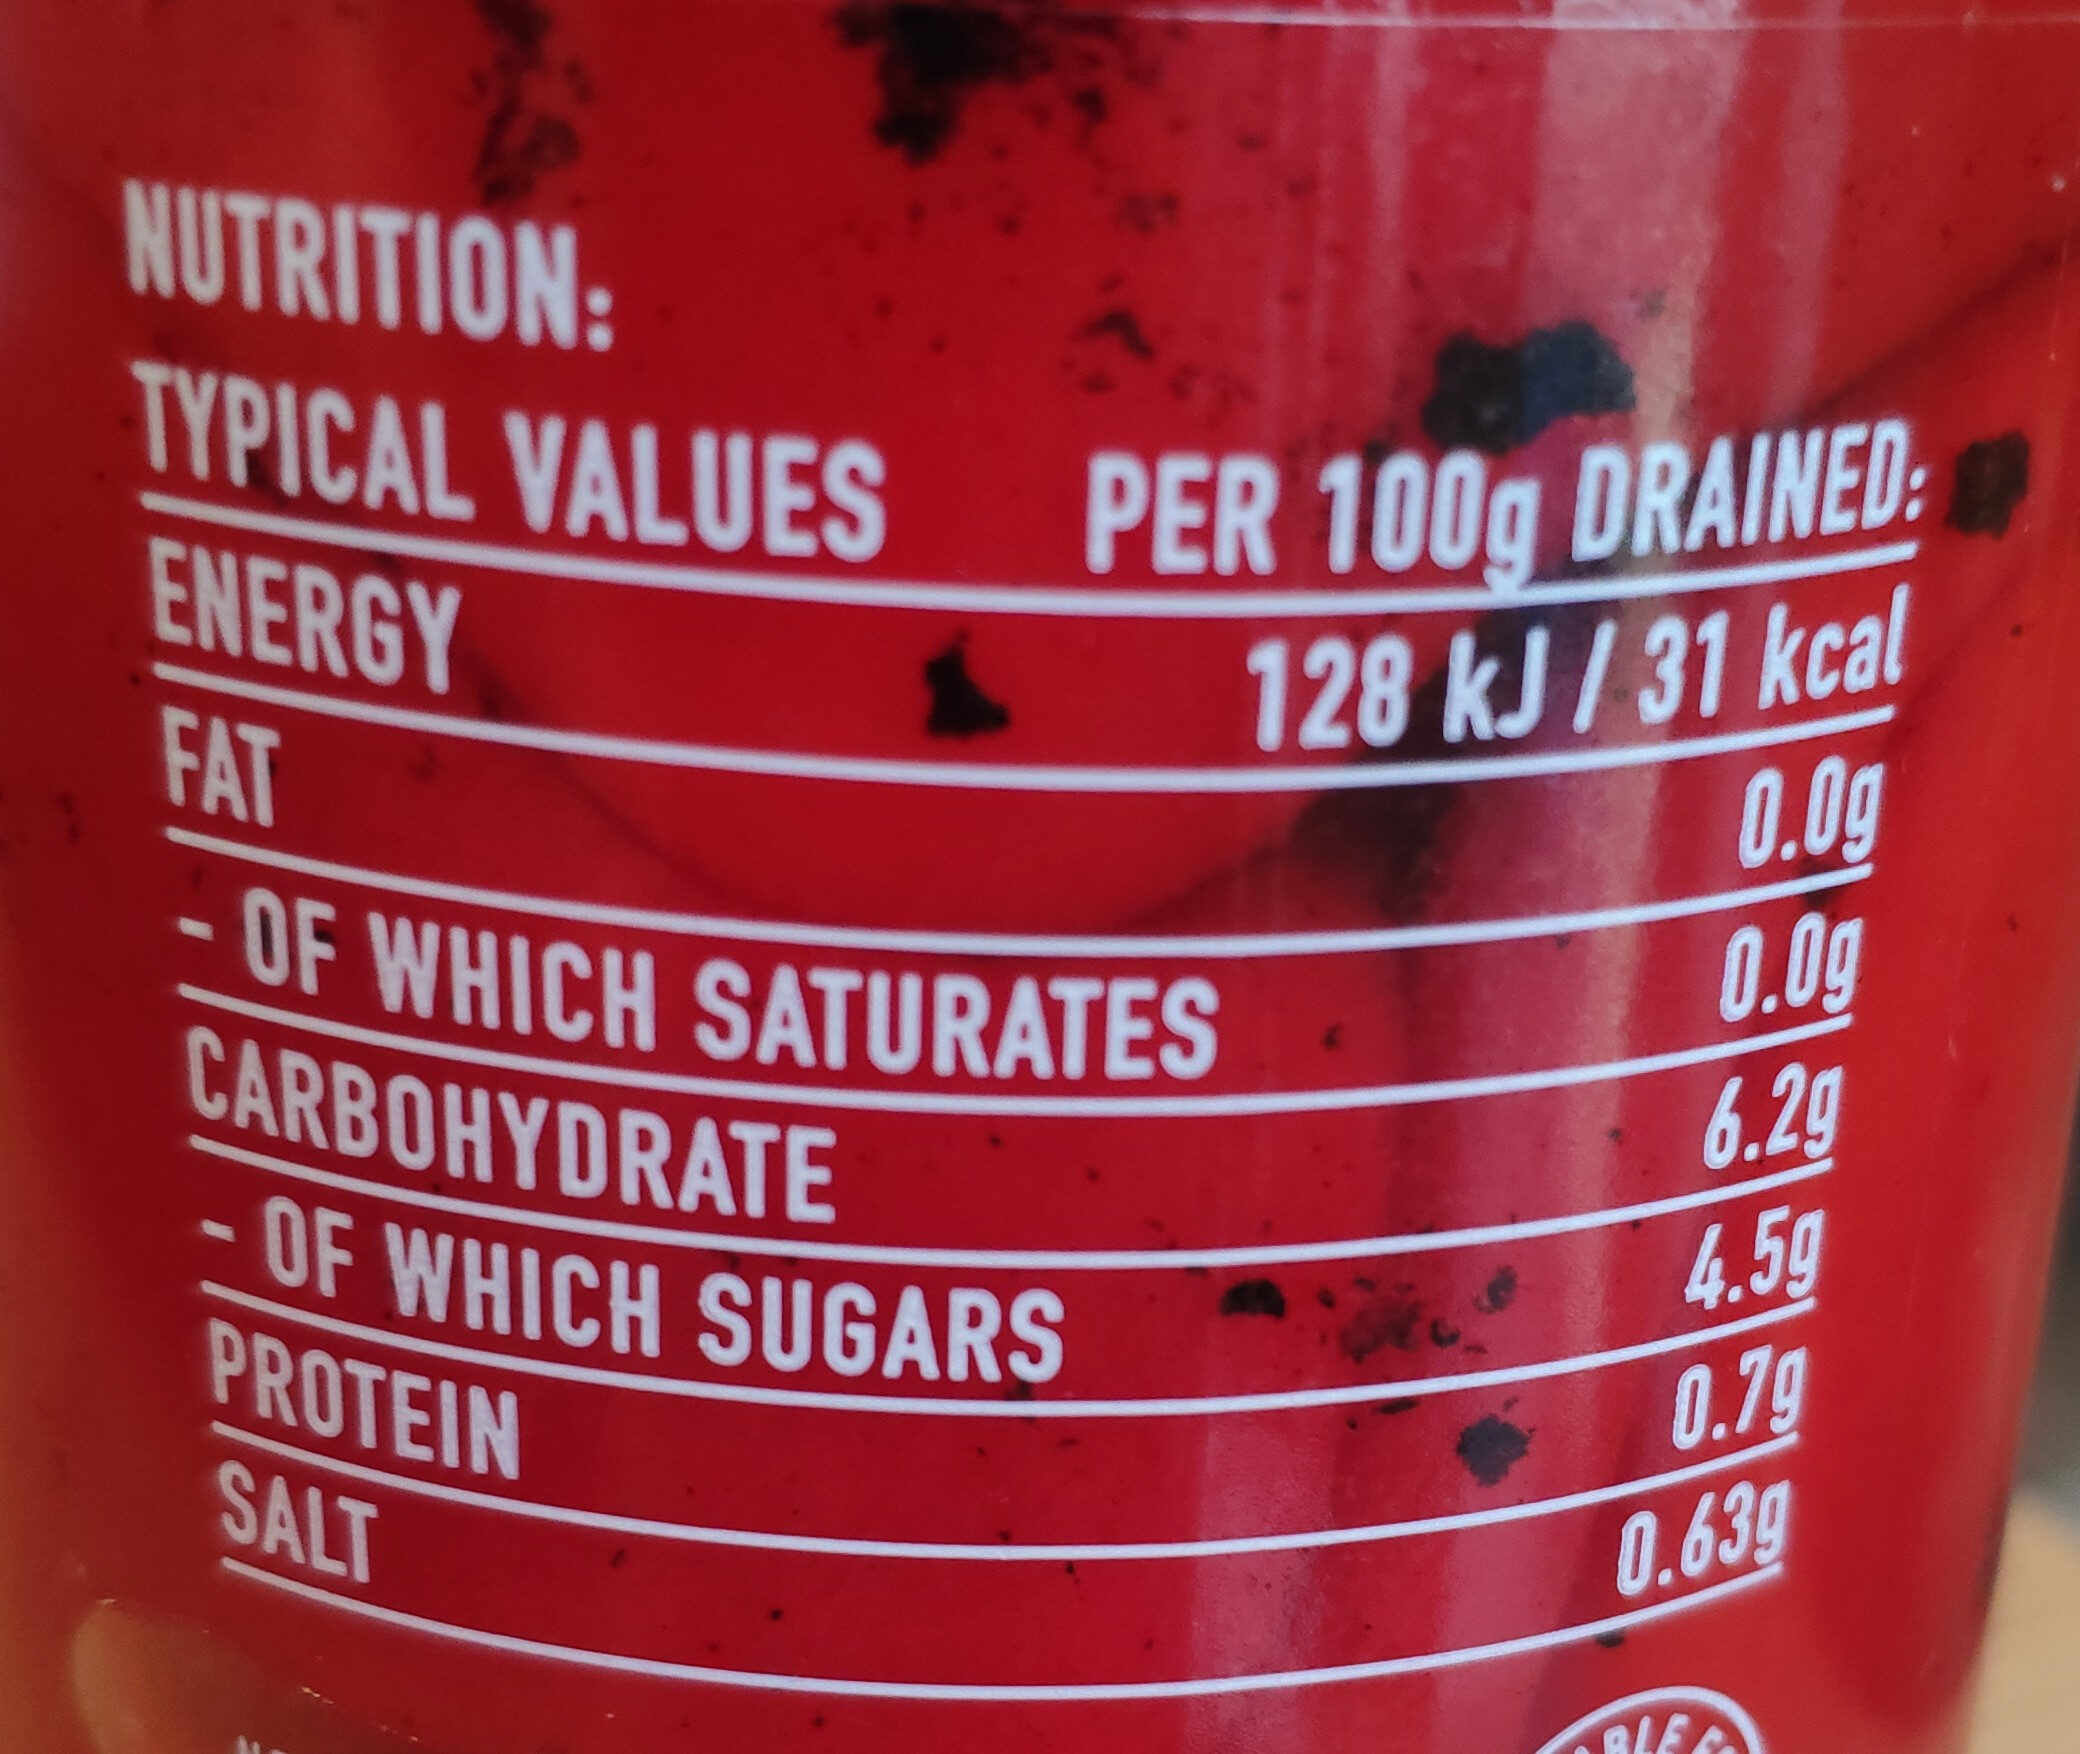 NUTRITION:
TYPICAL VALUES PER 100g DRAINED:
ENERGY 128 kJ / 31 kcal
FAT 0.0g
- OF WHICH SATURATES 0.0g
CARBOHYDRATE 6.2g
- OF WHICH SUGARS 4.5g
PROTEIN 0.7g
SALT 0.63g